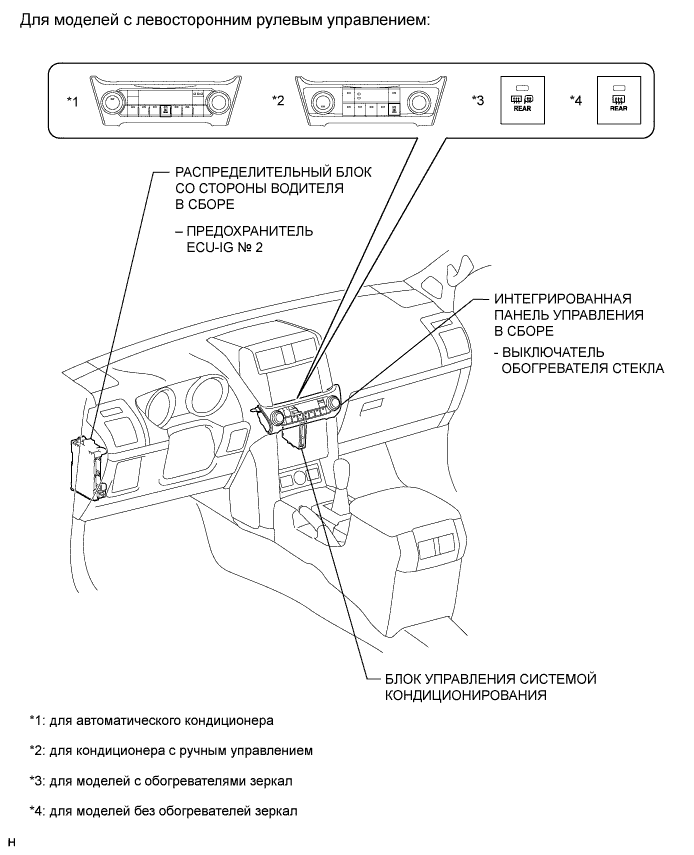 Для моделей с левосторонним рулевым управлением:
*1
*2
*3
REAR
*4
REAR
РАСПРЕДЕЛИТЕЛЬНЫЙ БЛОК
СО СТОРОНЫ ВОДИТЕЛЯ
В СБОРЕ
– ПРЕДОХРАНИТЕЛЬ
ECU-IG № 2
ИНТЕГРИРОВАННАЯ
ПАНЕЛЬ УПРАВЛЕНИЯ
В СБОРЕ
- ВЫКЛЮЧАТЕЛЬ
ОБОГРЕВАТЕЛЯ СТЕКЛА
БЛОК УПРАВЛЕНИЯ СИСТЕМОЙ
КОНДИЦИОНИРОВАНИЯ
*1: для автоматического кондиционера
*2: для кондиционера с ручным управлением
*3: для моделей с обогревателями зеркал
*4: для моделей без обогревателей зеркал
H